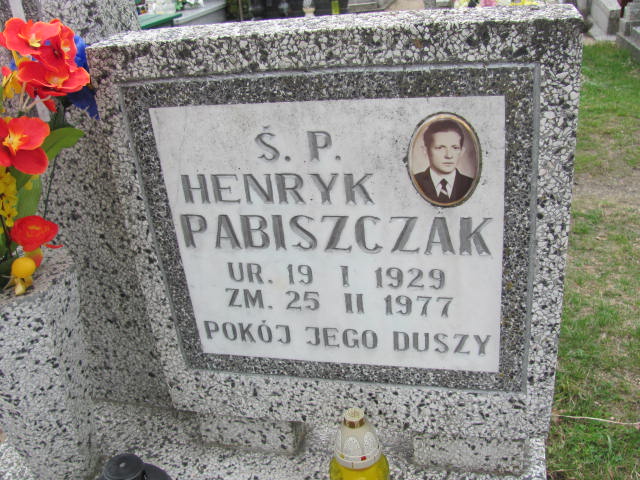 Ś. P.
HENRYK
PABISZCZAK
UR. 19 I 1929
ZM. 25 II 1977
POKÓJ JEGO DUSZY